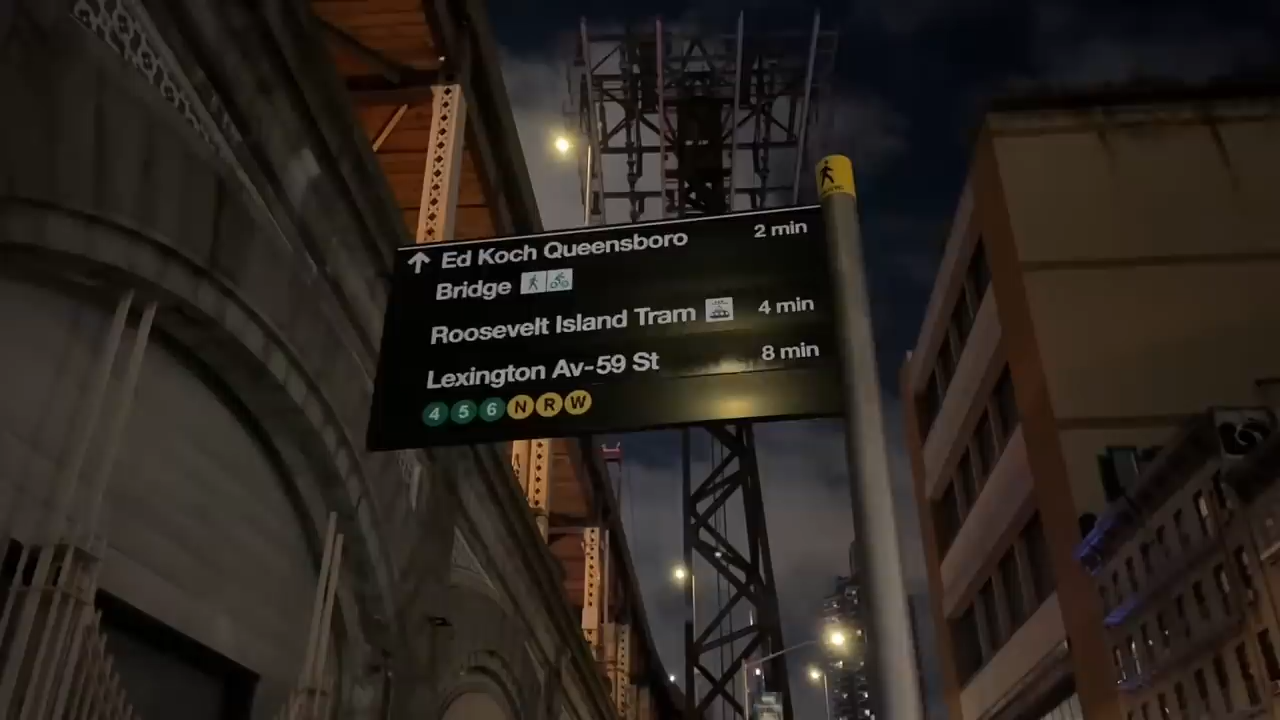 ↑ Ed Koch Queensboro 2 min
Bridge
Roosevelt Island Tram 4 min
Lexington Av-59 St 8 min
4 5 6 N R W